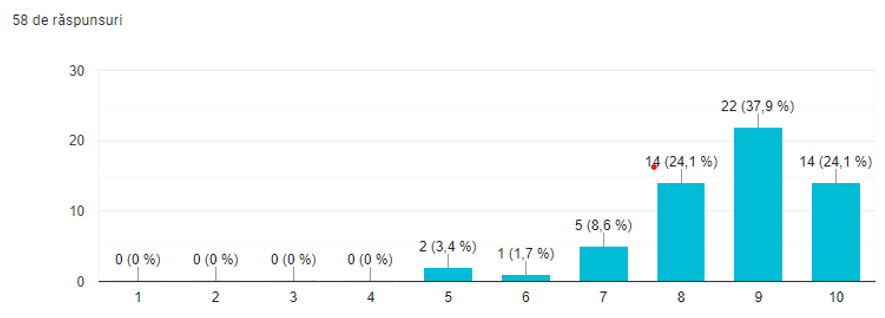 58 de răspunsuri
30
20
10
0
0 (0 %)
0 (0 %)
0 (0 %)
0 (0 %)
2 (3,4 %)
1 (1,7 %)
5 (8,6 %)
14 (24,1 %)
22 (37,9 %)
14 (24,1 %)
1 2 3 4 5 6 7 8 9 10